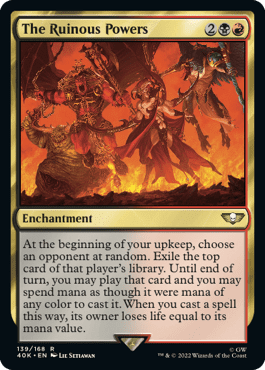 The Ruinous Powers 2
Enchantment
At the beginning of your upkeep, choose
an opponent at random. Exile the top
card of that player's library. Until end of
turn, you may play that card and you may
spend mana as though it were mana of
any color to cast it. When you cast a spell
this way, its owner loses life equal to its
mana value.
139/168 R © GW
40K • EN Lie Setiawan ™ & © 2022 Wizards of the Coast